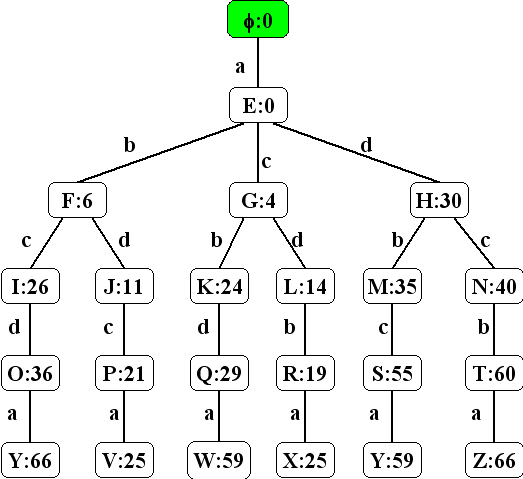 ϕ:0
a
E:0
b c d
F:6 G:4 H:30
c d b d b c
I:26 J:11 K:24 L:14 M:35 N:40
d c d b c b
O:36 P:21 Q:29 R:19 S:55 T:60
a a a a a a
Y:66 V:25 W:59 X:25 Y:59 Z:66